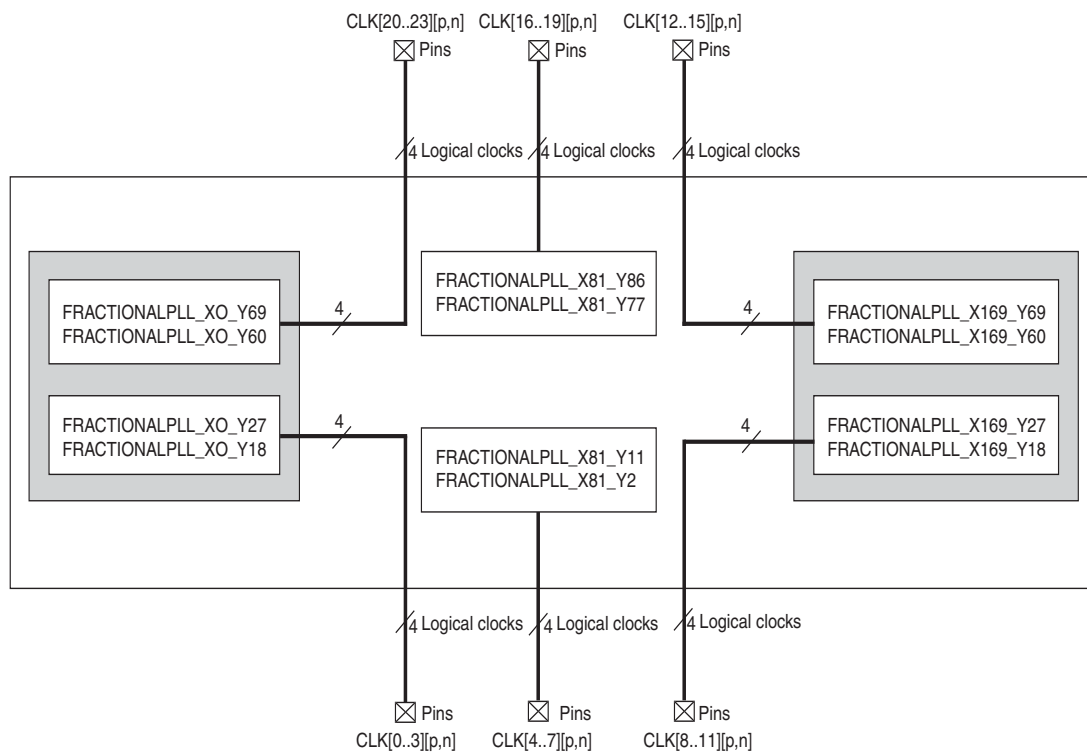 CLK[20..23][p,n] CLK[16..19][p,n] CLK[12..15][p,n]
Pins Pins Pins
4 Logical clocks 4 Logical clocks 4 Logical clocks
FRACTIONALPLL_X81_Y86
FRACTIONALPLL_X81_Y77
FRACTIONALPLL_XO_Y69
FRACTIONALPLL_XO_Y60
4
4
FRACTIONALPLL_X169_Y69
FRACTIONALPLL_X169_Y60
FRACTIONALPLL_XO_Y27
FRACTIONALPLL_XO_Y18
4
4
FRACTIONALPLL_X169_Y27
FRACTIONALPLL_X169_Y18
FRACTIONALPLL_X81_Y11
FRACTIONALPLL_X81_Y2
4 Logical clocks 4 Logical clocks 4 Logical clocks
Pins Pins Pins
CLK[0..3][p,n] CLK[4..7][p,n] CLK[8..11][p,n]